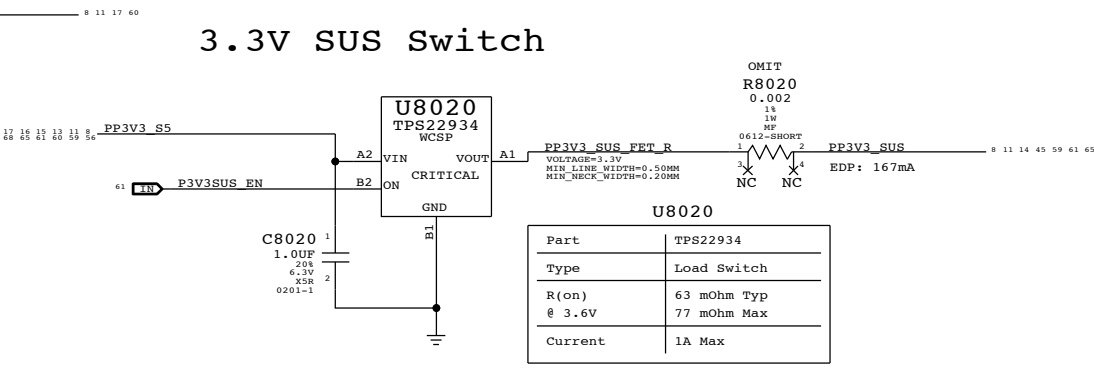 8 11 17 60
3.3V SUS Switch
17 16 15 13 11 8
68 65 61 60 59 56
PP3V3_S5
61
IN
P3V3SUS_EN
U8020
TPS22934
WCSP
A2
VIN
VOUT
A1
CRITICAL
B2
ON
GND
B1
C8020
1
1.0UF
20%
6.3V
X5R
2
0201-1
PP3V3_SUS_FET_R
VOLTAGE=3.3V
MIN_LINE_WIDTH=0.50MM
MIN_NECK_WIDTH=0.20MM
OMIT
R8020
0.002
1%
1W
MF
0612-SHORT
1
2
3
4
NC
NC
PP3V3_SUS
8 11 14 45 59 61 65
EDP: 167mA
U8020
Part TPS22934
Type Load Switch
R(on) 63 mOhm Typ
@ 3.6V 77 mOhm Max
Current 1A Max